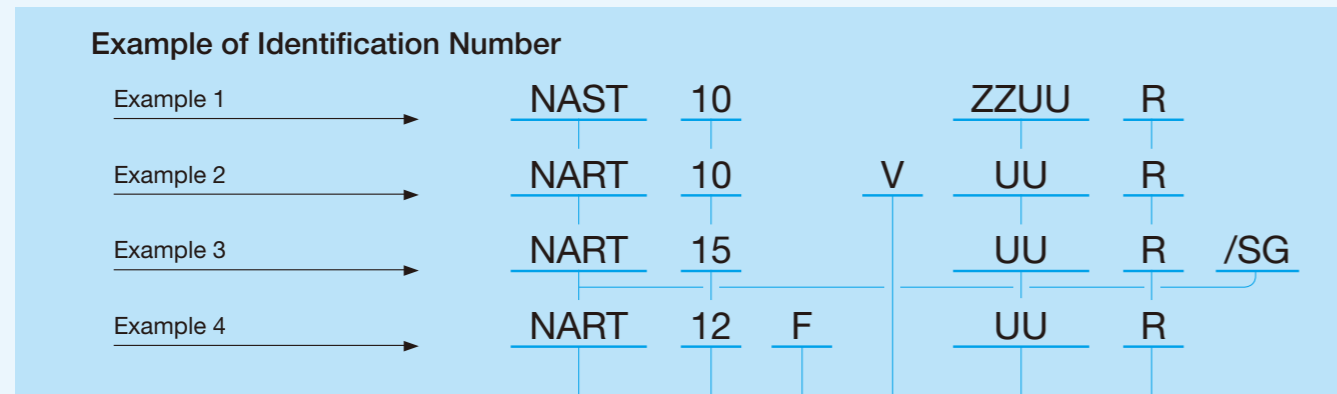 Example of Identification Number
Example 1 NAST 10 ZZUU R
Example 2 NART 10 V UU R
Example 3 NART 15 UU R /SG
Example 4 NART 12 F UU R